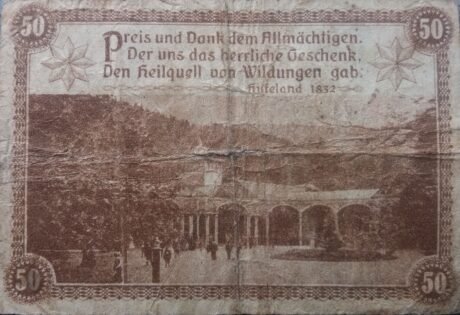 50 50
Preis und Dank dem Allmächtigen.
Der uns das herrliche Geschenk,
Den Heilquell von Wildungen gab:
Hufeland 1832
50 50